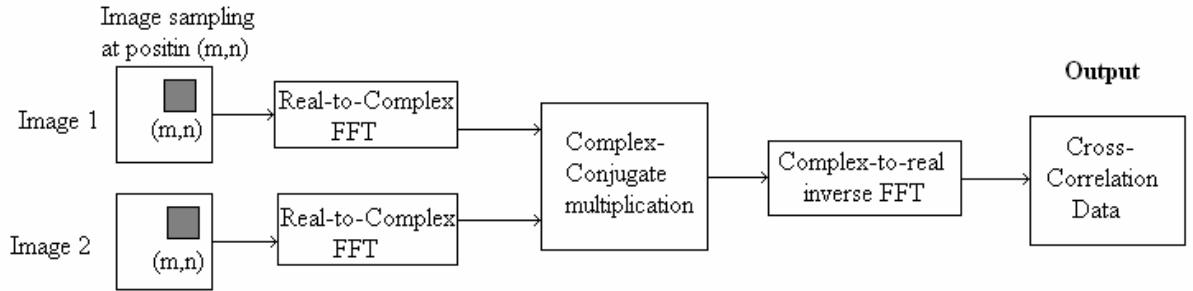 Image sampling
at positin (m,n)
Image 1
(m,n)
Real-to-Complex
FFT
Image 2
(m,n)
Real-to-Complex
FFT
Complex-
Conjugate
multiplication
Complex-to-real
inverse FFT
Output
Cross-
Correlation
Data